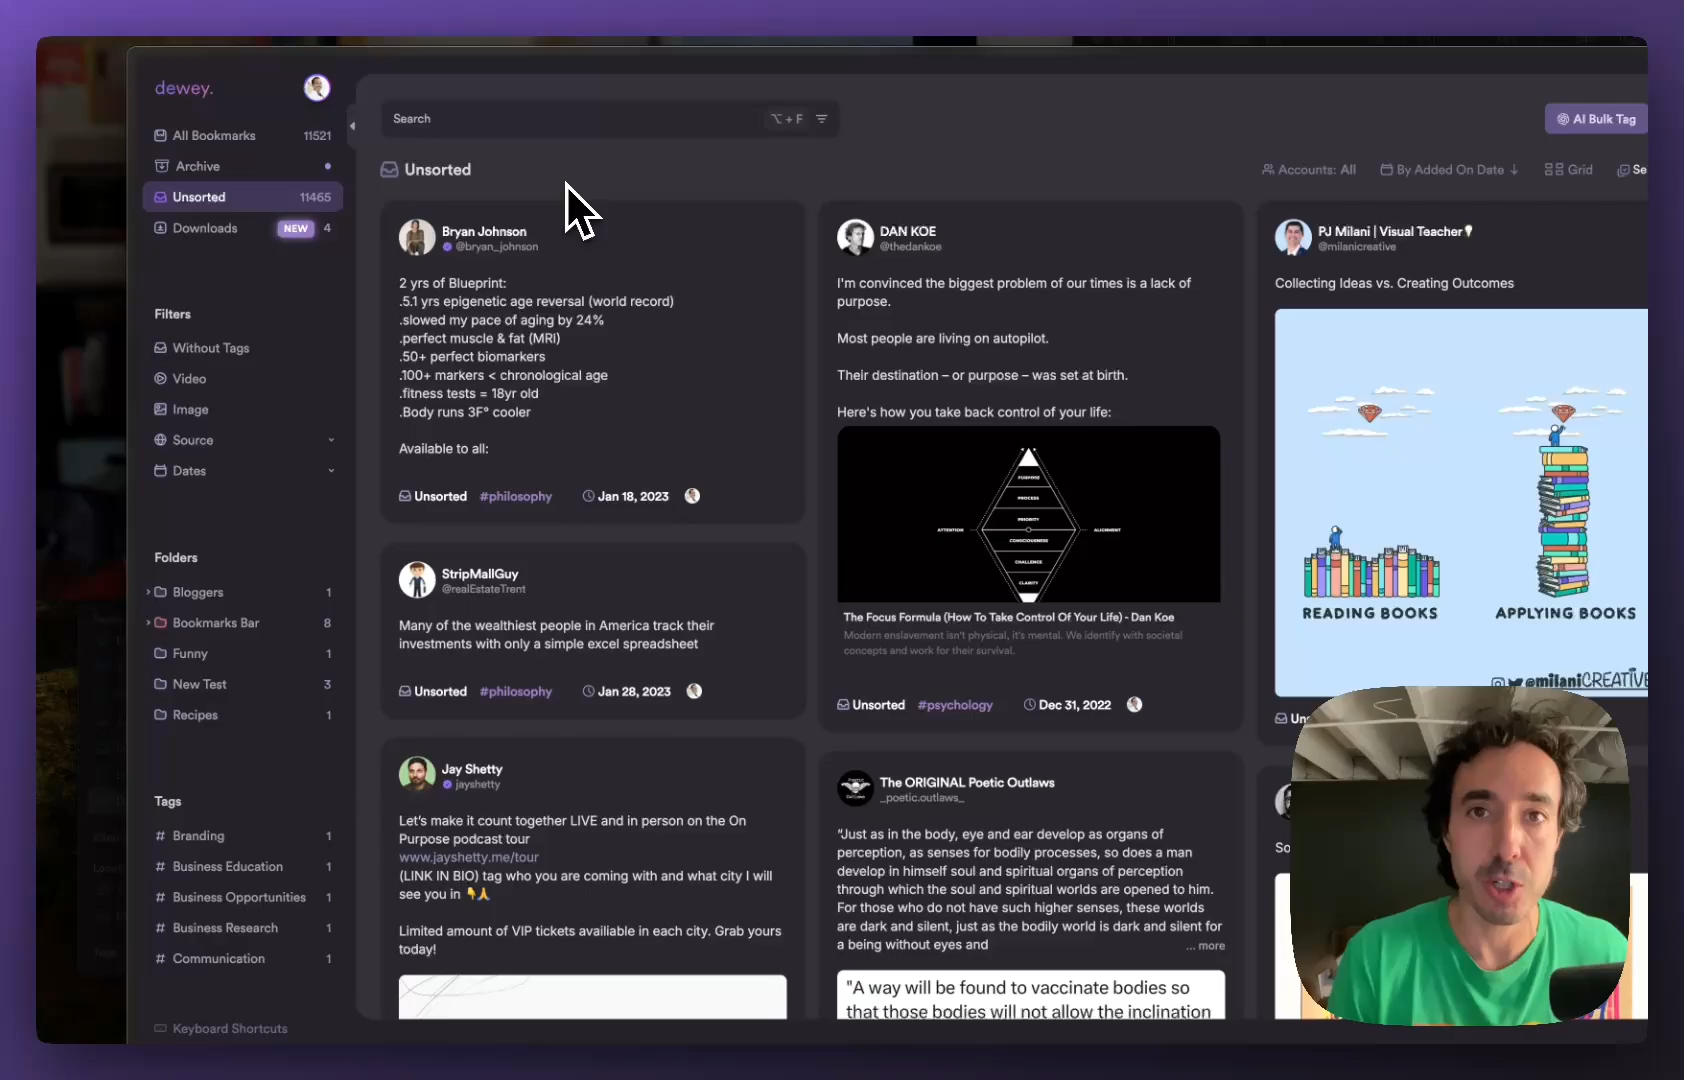 dewey.
All Bookmarks 11521
Archive
Unsorted 11465
Downloads NEW 4
Filters
Without Tags
Video
Image
Source
Dates
Folders
Bloggers 1
Bookmarks Bar 8
Funny 1
New Test 3
Recipes 1
Tags
# Branding 1
# Business Education 1
# Business Opportunities 1
# Business Research 1
# Communication 1
Keyboard Shortcuts
Search ⌥ + F
AI Bulk Tag
Unsorted
Accounts: All By Added On Date ↓ Grid Se
Bryan Johnson
@bryan_johnson
2 yrs of Blueprint:
.5.1 yrs epigenetic age reversal (world record)
.slowed my pace of aging by 24%
.perfect muscle & fat (MRI)
.50+ perfect biomarkers
.100+ markers < chronological age
.fitness tests = 18yr old
.Body runs 3F° cooler
Available to all:
Unsorted #philosophy Jan 18, 2023
StripMallGuy
@realEstateTrent
Many of the wealthiest people in America track their
investments with only a simple excel spreadsheet
Unsorted #philosophy Jan 28, 2023
Jay Shetty
jayshetty
Let's make it count together LIVE and in person on the On
Purpose podcast tour
www.jayshetty.me/tour
(LINK IN BIO) tag who you are coming with and what city I will
see you in 👇🙏
Limited amount of VIP tickets availiable in each city. Grab yours
today!
DAN KOE
@thedankoe
I'm convinced the biggest problem of our times is a lack of
purpose.
Most people are living on autopilot.
Their destination – or purpose – was set at birth.
Here's how you take back control of your life:
PURPOSE
PROCESS
PRIORITY
ATTENTION ALIGNMENT
CONSCIOUSNESS
CHALLENGE
CLARITY
The Focus Formula (How To Take Control Of Your Life) - Dan Koe
Modern enslavement isn't physical, it's mental. We identify with societal
concepts and work for their survival.
Unsorted #psychology Dec 31, 2022
The ORIGINAL Poetic Outlaws
_poetic.outlaws_
"Just as in the body, eye and ear develop as organs of
perception, as senses for bodily processes, so does a man
develop in himself soul and spiritual organs of perception
through which the soul and spiritual worlds are opened to him.
For those who do not have such higher senses, these worlds
are dark and silent, just as the bodily world is dark and silent for
a being without eyes and ... more
"A way will be found to vaccinate bodies so
that those bodies will not allow the inclination
PJ Milani | Visual Teacher💡
@milanicreative
Collecting Ideas vs. Creating Outcomes
READING BOOKS APPLYING BOOKS
@milaniCREATIVE
Un
So